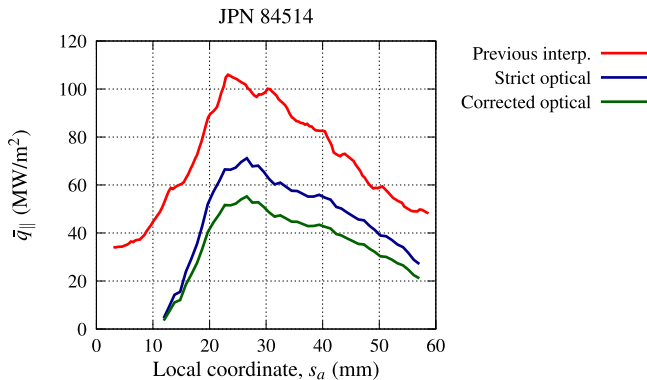 JPN 84514
Previous interp.
Strict optical
Corrected optical
q̄∥ (MW/m²)
120
100
80
60
40
20
0
0 10 20 30 40 50 60
Local coordinate, sₐ (mm)